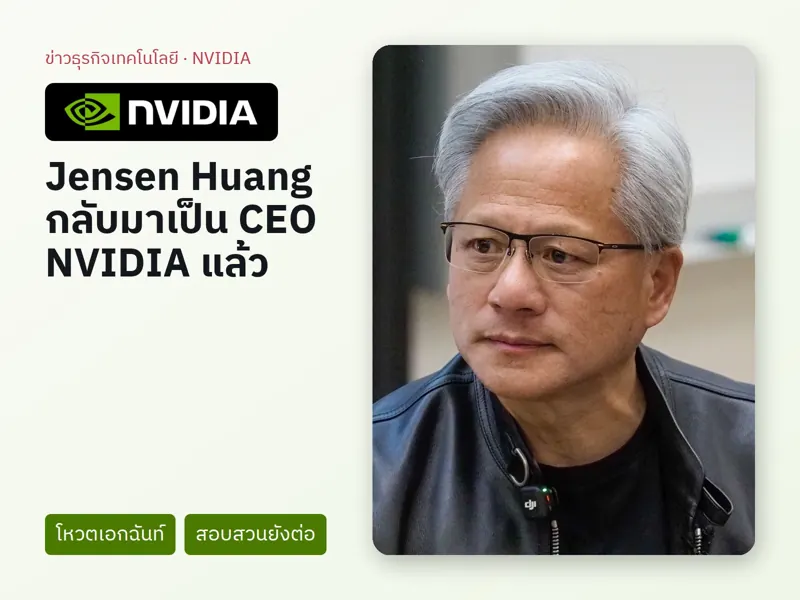 ข่าวธุรกิจเทคโนโลยี · NVIDIA
NVIDIA
Jensen Huang
กลับมาเป็น CEO
NVIDIA แล้ว
โหวตเอกฉันท์
สอบสวนยังต่อ
dji